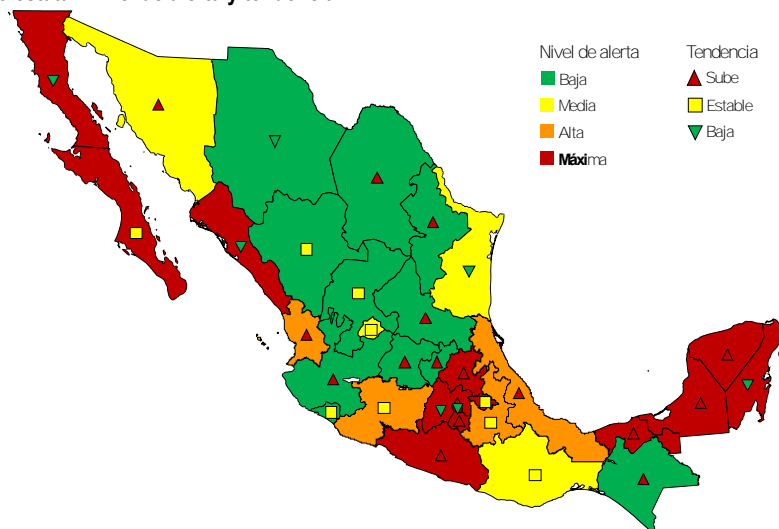 Nivel de alerta
Baja
Media
Alta
Máxima
Tendencia
Sube
Estable
Baja